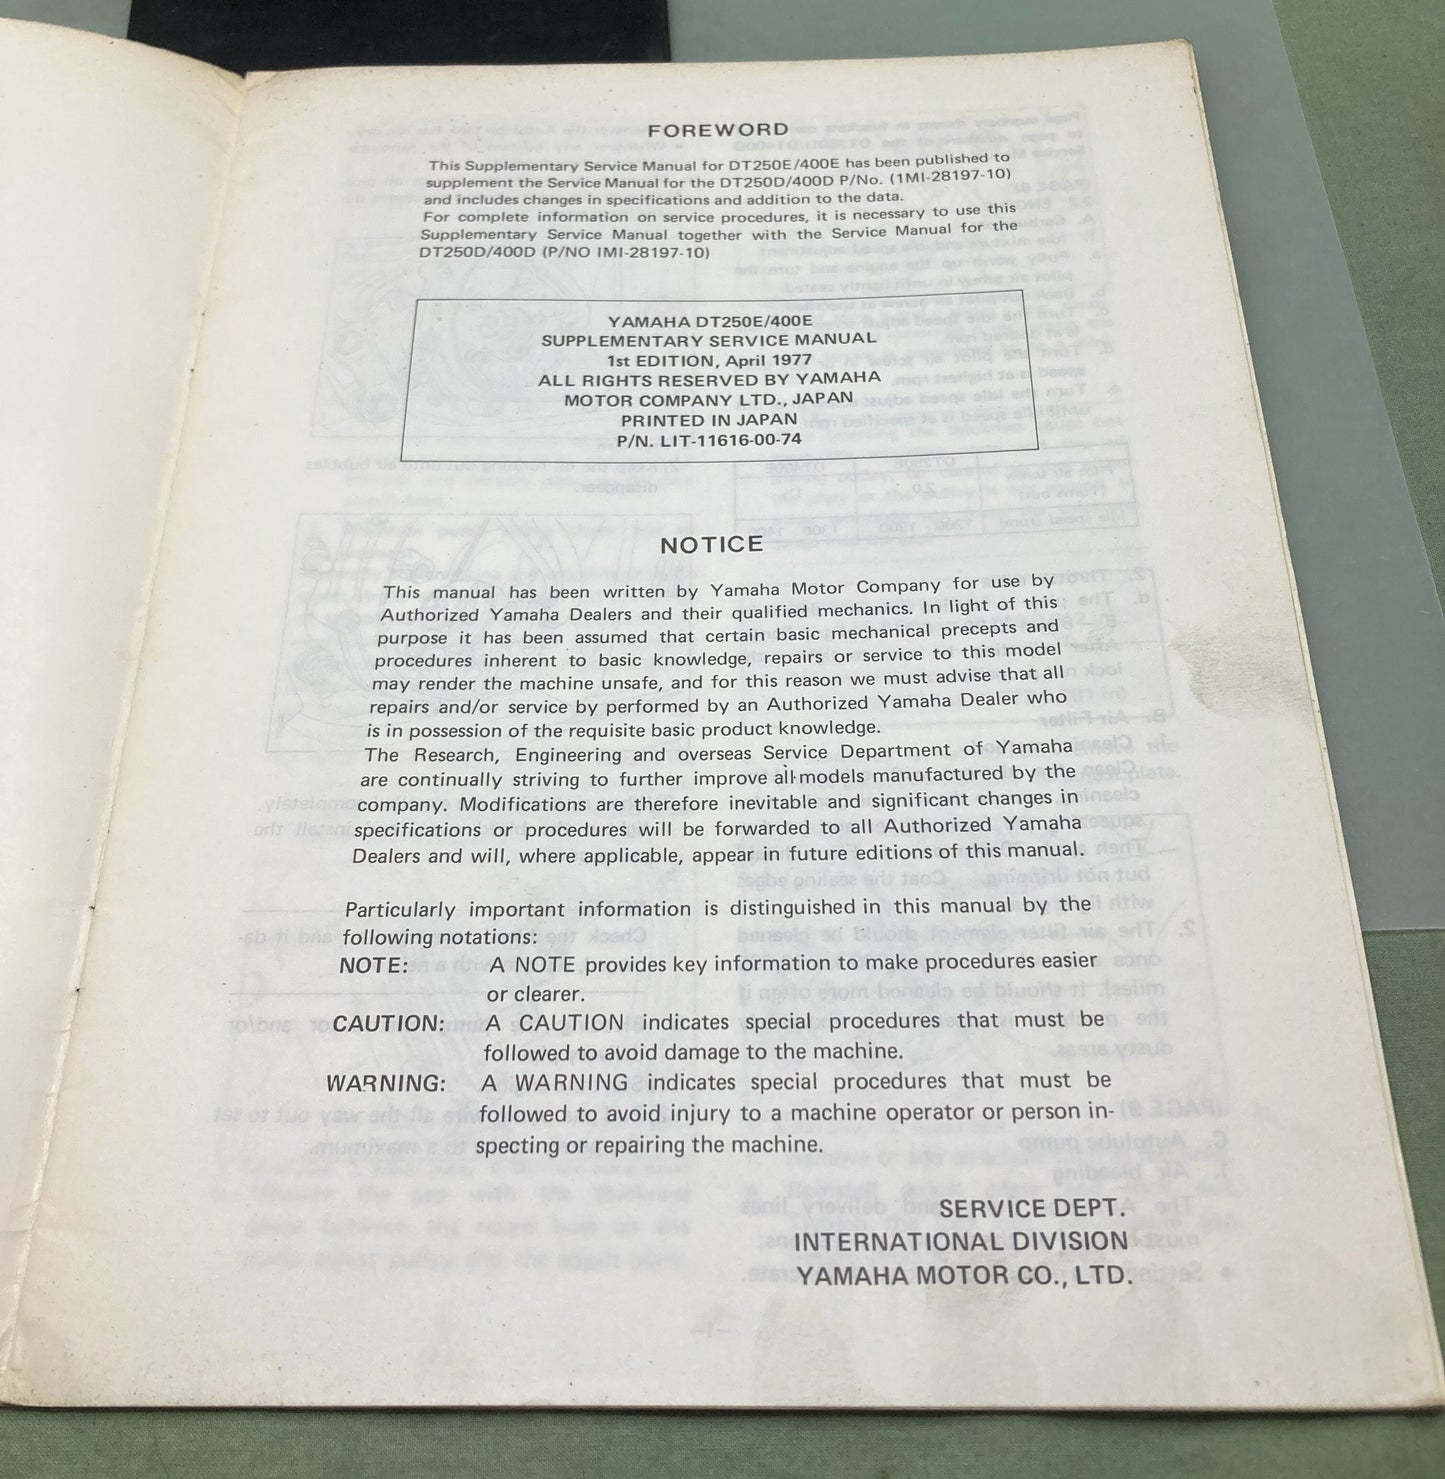 FOREWORD
This Supplementary Service Manual for DT250E/400E has been published to
supplement the Service Manual for the DT250D/400D P/No. (1MI-28197-10)
and includes changes in specifications and addition to the data.
For complete information on service procedures, it is necessary to use this
Supplementary Service Manual together with the Service Manual for the
DT250D/400D (P/NO IMI-28197-10)
YAMAHA DT250E/400E
SUPPLEMENTARY SERVICE MANUAL
1st EDITION, April 1977
ALL RIGHTS RESERVED BY YAMAHA
MOTOR COMPANY LTD., JAPAN
PRINTED IN JAPAN
P/N. LIT-11616-00-74
NOTICE
This manual has been written by Yamaha Motor Company for use by
Authorized Yamaha Dealers and their qualified mechanics. In light of this
purpose it has been assumed that certain basic mechanical precepts and
procedures inherent to basic knowledge, repairs or service to this model
may render the machine unsafe, and for this reason we must advise that all
repairs and/or service by performed by an Authorized Yamaha Dealer who
is in possession of the requisite basic product knowledge.
The Research, Engineering and overseas Service Department of Yamaha
are continually striving to further improve all models manufactured by the
company. Modifications are therefore inevitable and significant changes in
specifications or procedures will be forwarded to all Authorized Yamaha
Dealers and will, where applicable, appear in future editions of this manual.
Particularly important information is distinguished in this manual by the
following notations:
NOTE: A NOTE provides key information to make procedures easier
or clearer.
CAUTION: A CAUTION indicates special procedures that must be
followed to avoid damage to the machine.
WARNING: A WARNING indicates special procedures that must be
followed to avoid injury to a machine operator or person in-
specting or repairing the machine.
SERVICE DEPT.
INTERNATIONAL DIVISION
YAMAHA MOTOR CO., LTD.